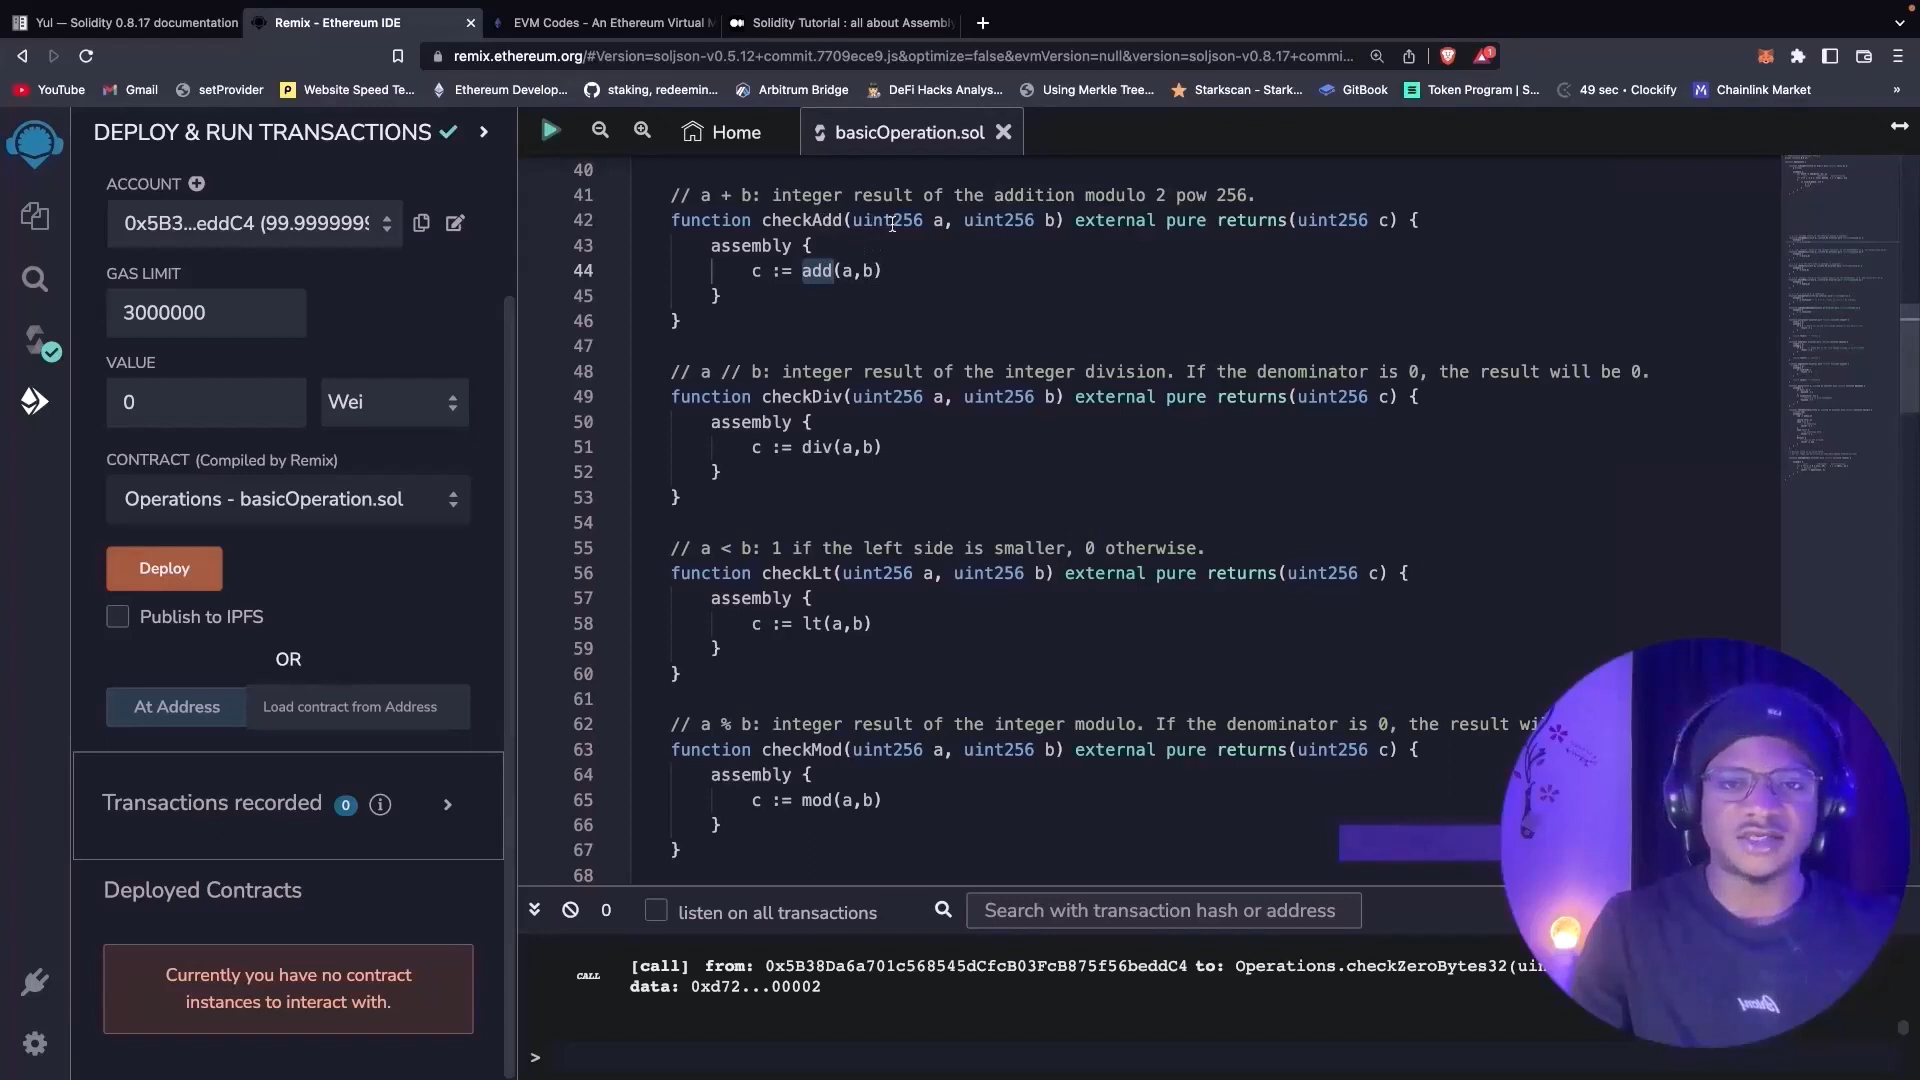 Yul — Solidity 0.8.17 documentation
Remix - Ethereum IDE
EVM Codes - An Ethereum Virtual M
Solidity Tutorial : all about Assembly
remix.ethereum.org/#Version=soljson-v0.5.12+commit.7709ece9.js&optimize=false&evmVersion=null&version=soljson-v0.8.17+commi...
1
YouTube
Gmail
setProvider
Website Speed Te...
Ethereum Develop...
staking, redeemin...
Arbitrum Bridge
DeFi Hacks Analys...
Using Merkle Tree...
Starkscan - Stark...
GitBook
Token Program | S...
49 sec • Clockify
Chainlink Market
»
DEPLOY & RUN TRANSACTIONS
ACCOUNT
0x5B3...eddC4 (99.9999999
GAS LIMIT
3000000
VALUE
0
Wei
CONTRACT (Compiled by Remix)
Operations - basicOperation.sol
Deploy
Publish to IPFS
OR
At Address
Load contract from Address
Transactions recorded 0 i
Deployed Contracts
Currently you have no contract
instances to interact with.
Home
basicOperation.sol
40
41 // a + b: integer result of the addition modulo 2 pow 256.
42 function checkAdd(uint256 a, uint256 b) external pure returns(uint256 c) {
43 assembly {
44 c := add(a,b)
45 }
46 }
47
48 // a // b: integer result of the integer division. If the denominator is 0, the result will be 0.
49 function checkDiv(uint256 a, uint256 b) external pure returns(uint256 c) {
50 assembly {
51 c := div(a,b)
52 }
53 }
54
55 // a < b: 1 if the left side is smaller, 0 otherwise.
56 function checkLt(uint256 a, uint256 b) external pure returns(uint256 c) {
57 assembly {
58 c := lt(a,b)
59 }
60 }
61
62 // a % b: integer result of the integer modulo. If the denominator is 0, the result wi
63 function checkMod(uint256 a, uint256 b) external pure returns(uint256 c) {
64 assembly {
65 c := mod(a,b)
66 }
67 }
68
0
listen on all transactions
Search with transaction hash or address
CALL
[call] from: 0x5B38Da6a701c568545dCfcB03FcB875f56beddC4 to: Operations.checkZeroBytes32(uin
data: 0xd72...00002
>